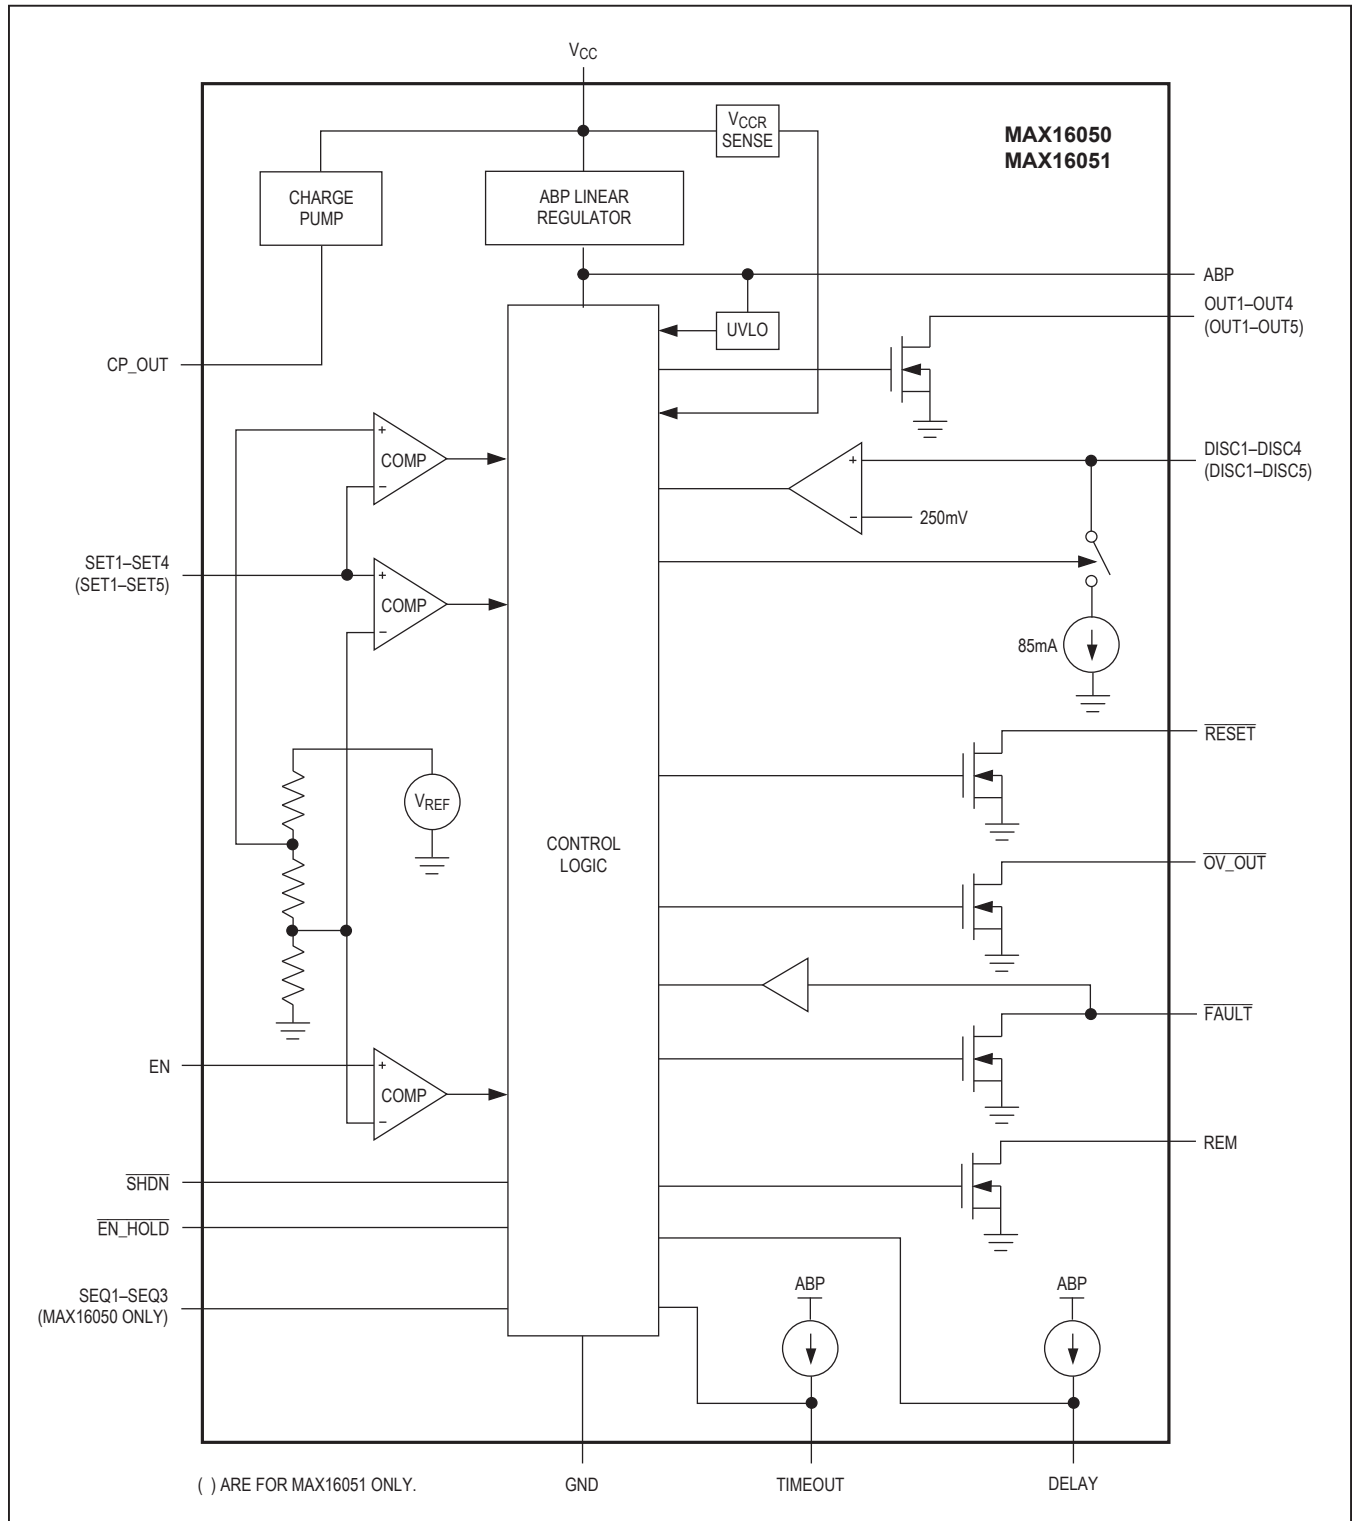 VCC
VCCR
SENSE
MAX16050
MAX16051
CHARGE
PUMP
ABP LINEAR
REGULATOR
ABP
OUT1–OUT4
(OUT1–OUT5)
UVLO
CP_OUT
+
COMP
−
DISC1–DISC4
(DISC1–DISC5)
+
−
250mV
SET1–SET4
(SET1–SET5)
+
COMP
−
85mA
RESET
VREF
CONTROL
LOGIC
OV_OUT
FAULT
EN
+
COMP
−
REM
SHDN
EN_HOLD
SEQ1–SEQ3
(MAX16050 ONLY)
ABP
ABP
( ) ARE FOR MAX16051 ONLY.
GND
TIMEOUT
DELAY